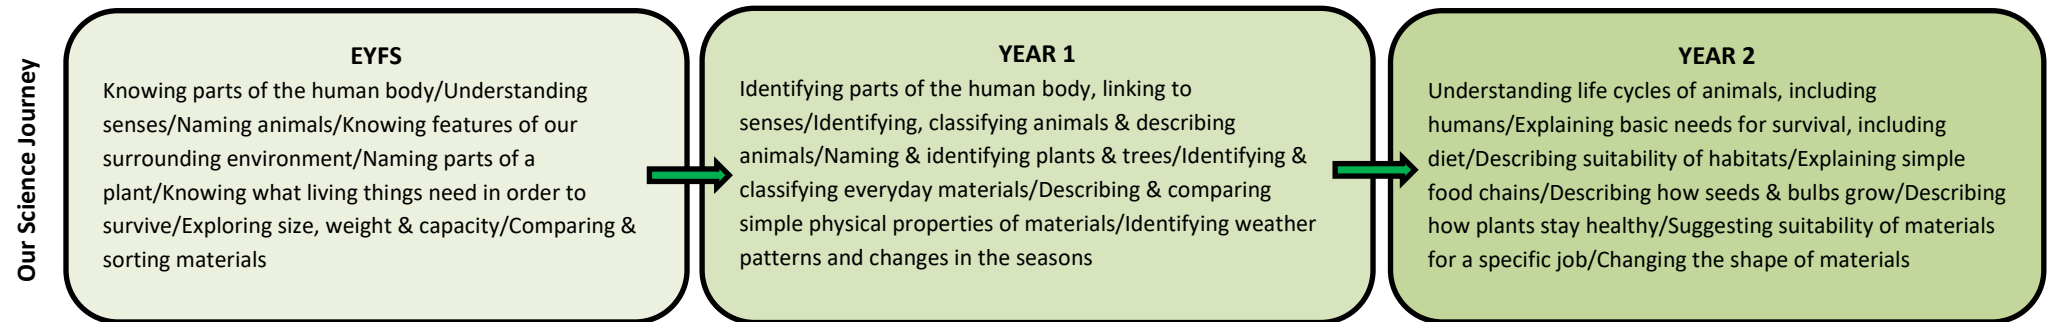 Our Science Journey
EYFS
Knowing parts of the human body/Understanding
senses/Naming animals/Knowing features of our
surrounding environment/Naming parts of a
plant/Knowing what living things need in order to
survive/Exploring size, weight & capacity/Comparing &
sorting materials
YEAR 1
Identifying parts of the human body, linking to
senses/Identifying, classifying animals & describing
animals/Naming & identifying plants & trees/Identifying &
classifying everyday materials/Describing & comparing
simple physical properties of materials/Identifying weather
patterns and changes in the seasons
YEAR 2
Understanding life cycles of animals, including
humans/Explaining basic needs for survival, including
diet/Describing suitability of habitats/Explaining simple
food chains/Describing how seeds & bulbs grow/Describing
how plants stay healthy/Suggesting suitability of materials
for a specific job/Changing the shape of materials